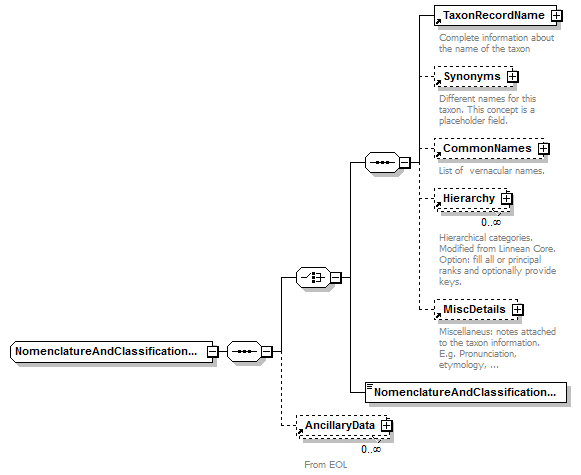 TaxonRecordName
Complete information about
the name of the taxon
Synonyms
Different names for this
taxon. This concept is a
placeholder field.
CommonNames
List of  vernacular names.
Hierarchy
0..∞
Hierarchical categories.
Modified from Linnean Core.
Option: fill all or principal
ranks and optionally provide
keys.
MiscDetails
Miscellaneus: notes attached
to the taxon information.
E.g. Pronunciation,
etymology, ...
NomenclatureAndClassification...
NomenclatureAndClassification...
AncillaryData
0..∞
From EOL